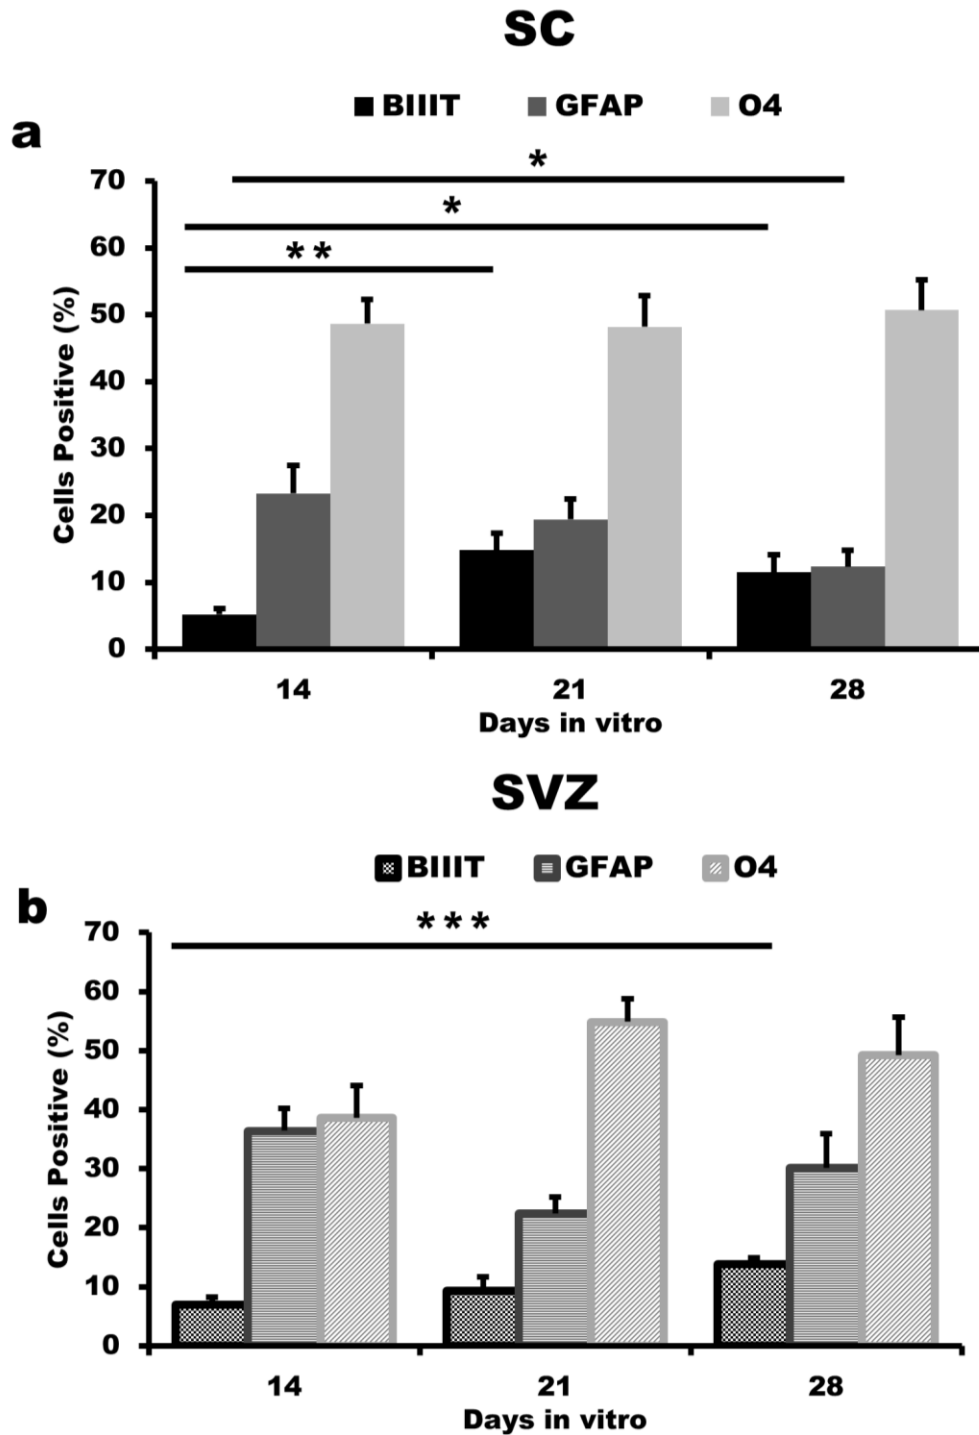 SC
BIIIT GFAP O4
a
*
70
*
60
**
50
40
30
20
10
0
Cells Positive (%)
14 21 28
Days in vitro
SVZ
BIIIT GFAP O4
b
***
70
60
50
40
30
20
10
0
Cells Positive (%)
14 21 28
Days in vitro